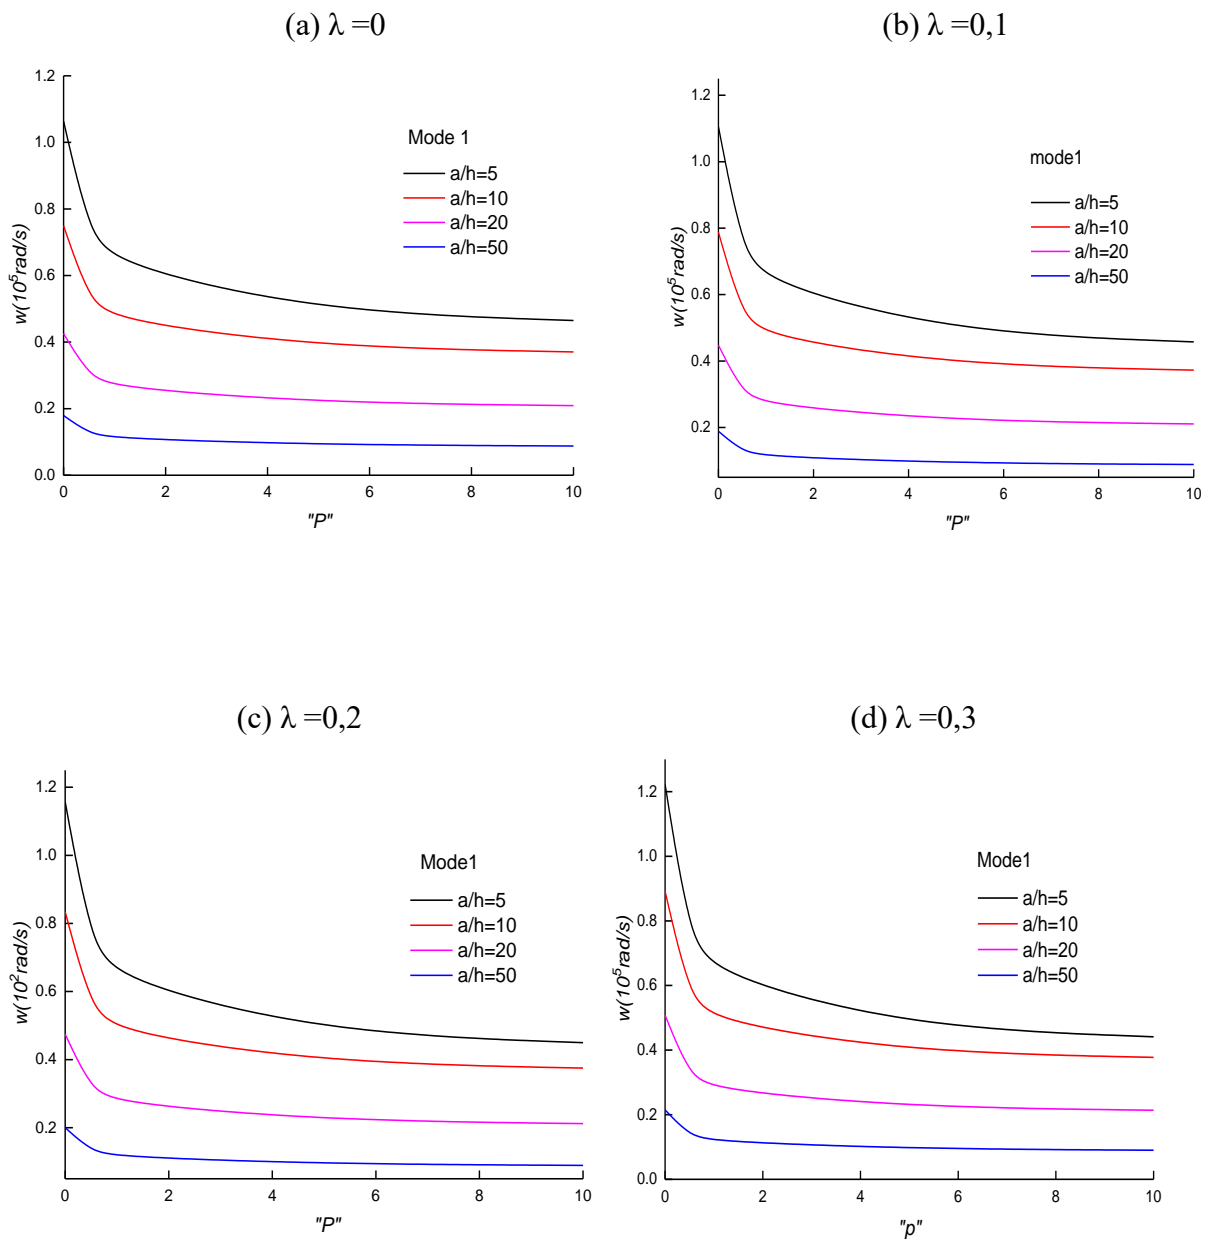 (a) λ =0
1.2
1.0
0.8
0.6
0.4
0.2
0.0
w(10⁵rad/s)
Mode 1
a/h=5
a/h=10
a/h=20
a/h=50
0 2 4 6 8 10
"P"
(b) λ =0,1
1.2
1.0
0.8
0.6
0.4
0.2
w(10⁵rad/s)
mode1
a/h=5
a/h=10
a/h=20
a/h=50
0 2 4 6 8 10
"P"
(c) λ =0,2
1.2
1.0
0.8
0.6
0.4
0.2
w(10²rad/s)
Mode1
a/h=5
a/h=10
a/h=20
a/h=50
0 2 4 6 8 10
"P"
(d) λ =0,3
1.2
1.0
0.8
0.6
0.4
0.2
0.0
w(10⁵rad/s)
Mode1
a/h=5
a/h=10
a/h=20
a/h=50
0 2 4 6 8 10
"p"